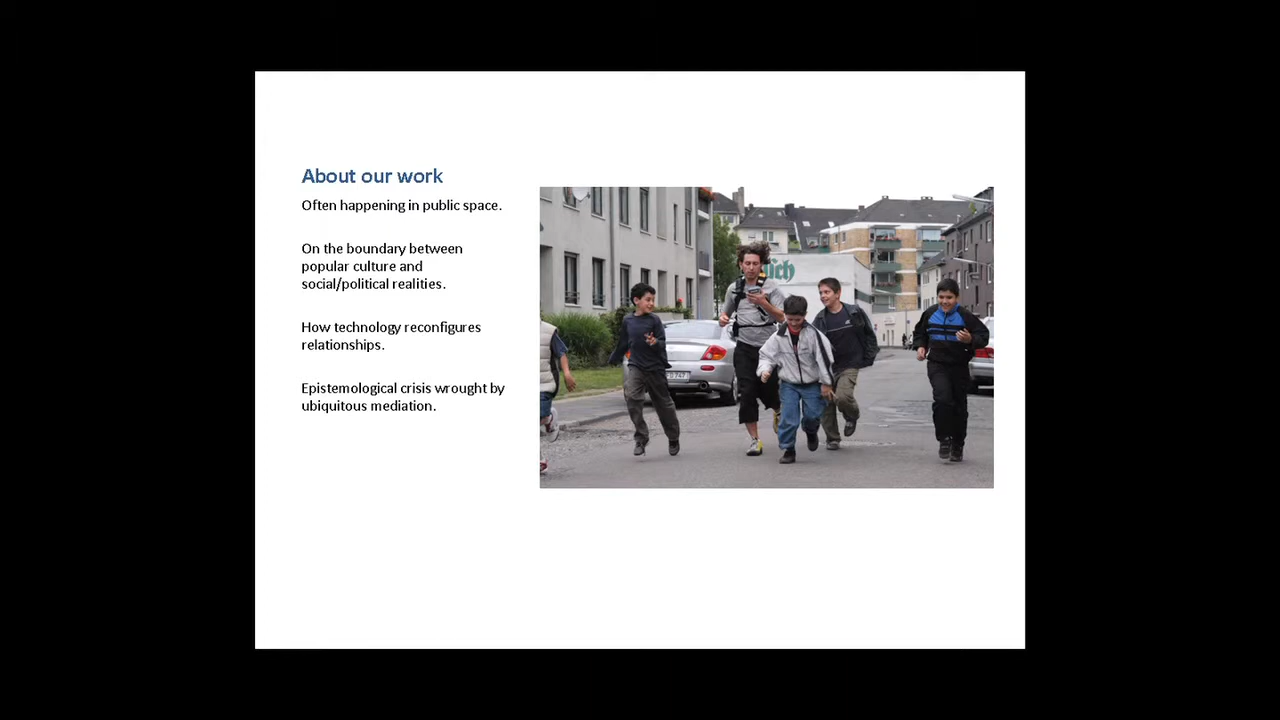 About our work
Often happening in public space.
On the boundary between
popular culture and
social/political realities.
How technology reconfigures
relationships.
Epistemological crisis wrought by
ubiquitous mediation.